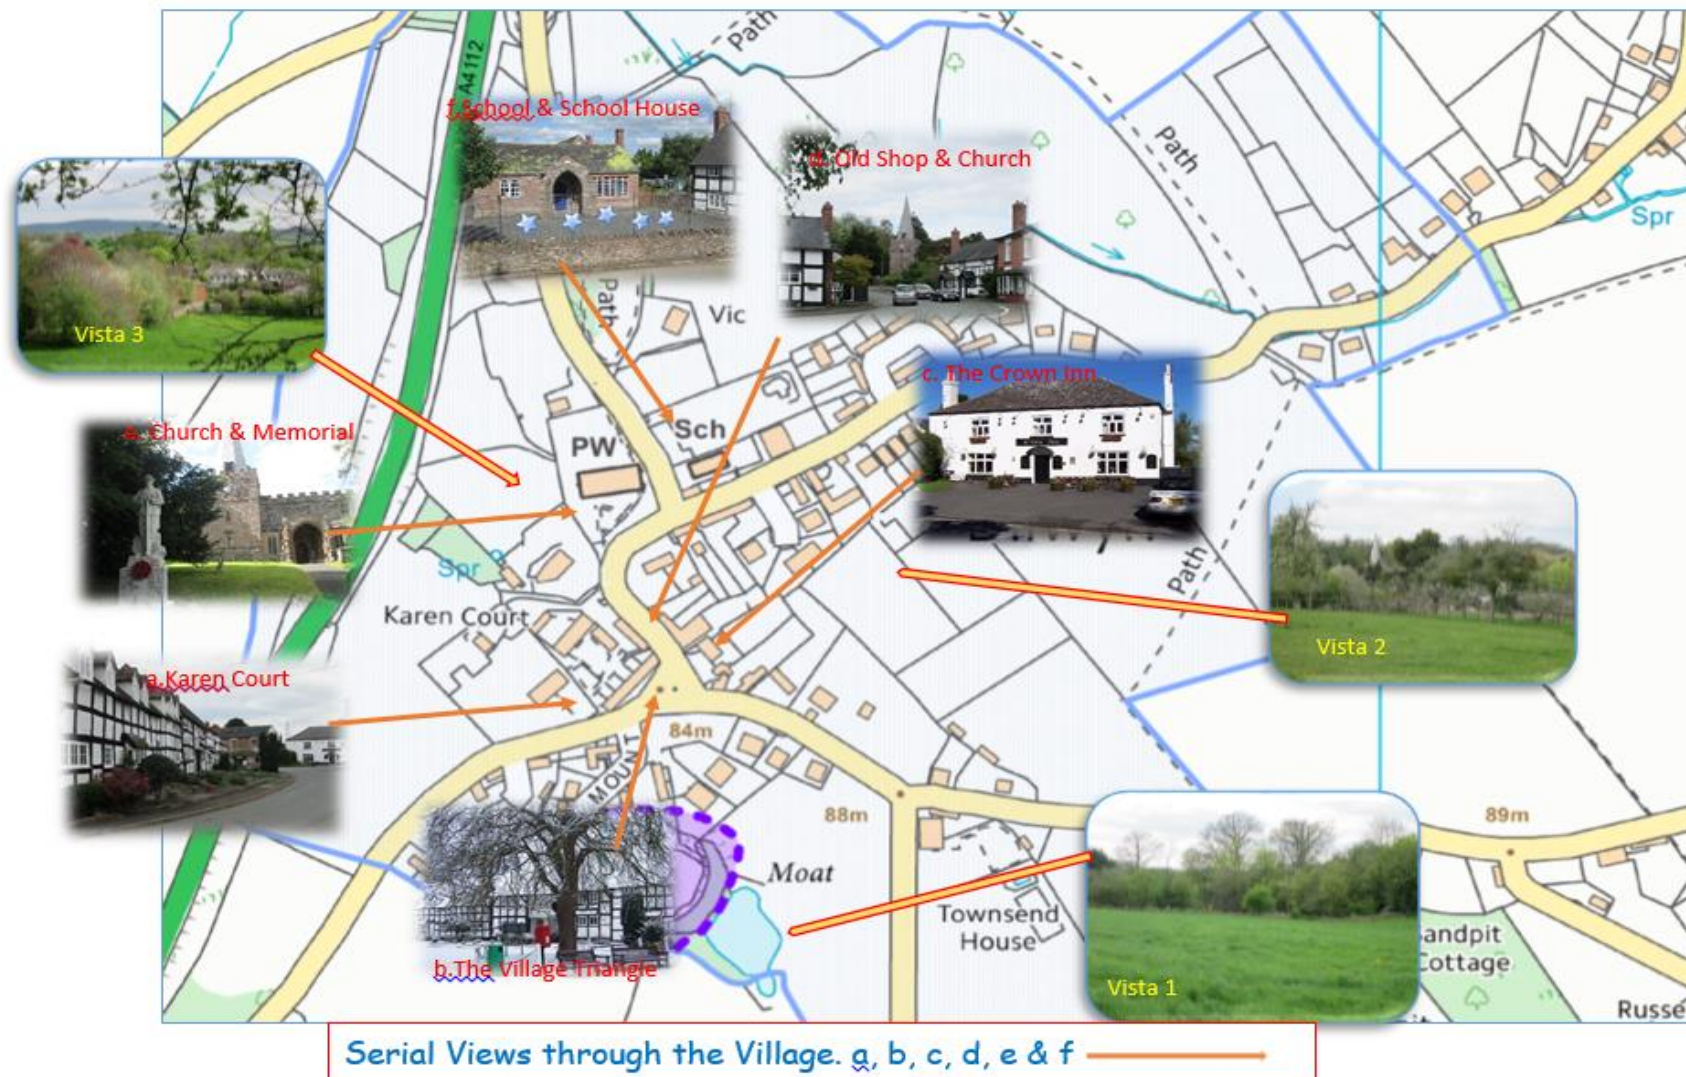 A4112
Path
f.School & School House
d. Old Shop & Church
Path
Spr
Vista 3
Path
Vic
c. The Crown Inn
e. Church & Memorial
Sch
PW
Spr
Path
Karen Court
Vista 2
a.Karen Court
84m
MOUNT
88m
89m
Moat
Townsend
House
andpit
Cottage
b.The Village Triangle
Vista 1
Russe
Serial Views through the Village. a, b, c, d, e & f